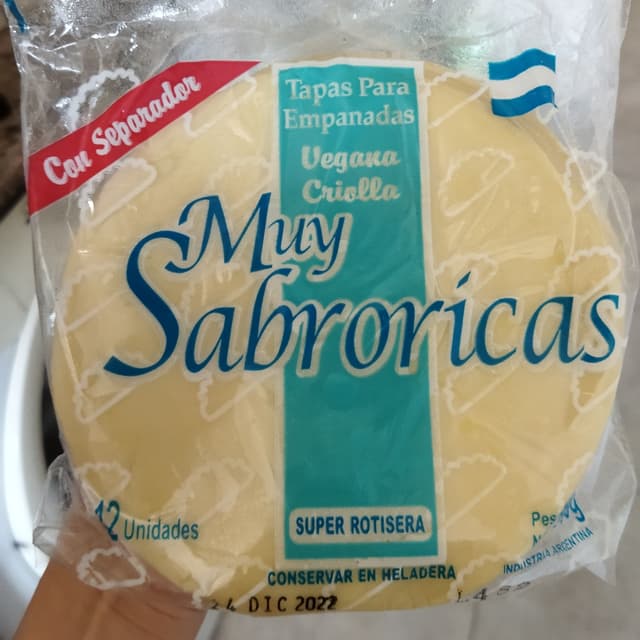 Con Separador
Tapas Para
Empanadas
Vegana
Criolla
Muy
Sabroricas
12 Unidades
SUPER ROTISERA
INDUSTRIA ARGENTINA
CONSERVAR EN HELADERA
DIC 2022